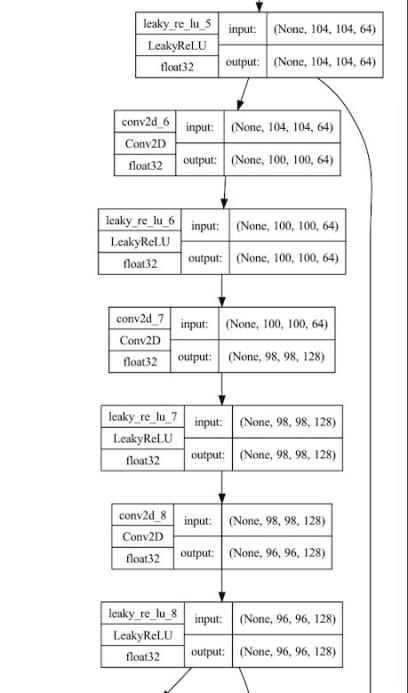 leaky_re_lu_5
LeakyReLU
float32
input: (None, 104, 104, 64)
output: (None, 104, 104, 64)
conv2d_6
Conv2D
float32
input: (None, 104, 104, 64)
output: (None, 100, 100, 64)
leaky_re_lu_6
LeakyReLU
float32
input: (None, 100, 100, 64)
output: (None, 100, 100, 64)
conv2d_7
Conv2D
float32
input: (None, 100, 100, 64)
output: (None, 98, 98, 128)
leaky_re_lu_7
LeakyReLU
float32
input: (None, 98, 98, 128)
output: (None, 98, 98, 128)
conv2d_8
Conv2D
float32
input: (None, 98, 98, 128)
output: (None, 96, 96, 128)
leaky_re_lu_8
LeakyReLU
float32
input: (None, 96, 96, 128)
output: (None, 96, 96, 128)